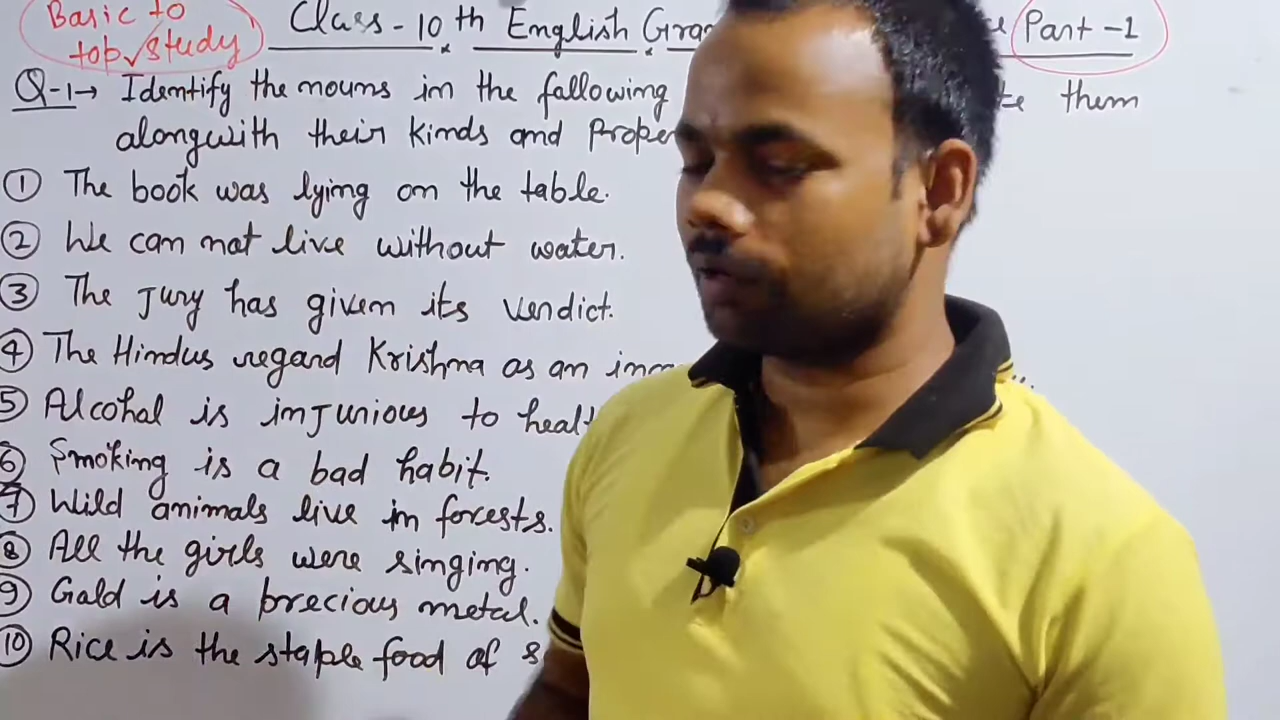 Basic to
top study
Class - 10 th English Part -1
Q-1→ Identify the nouns in the fallowing them
alongwith their kinds and
① The book was lying on the table.
② We can not live without water.
③ The Jury has given its verdict.
④ The Hindus regard Krishna as an
⑤ Alcohal is inJurious to
⑥ Smoking is a bad habit.
⑦ Wild animals live in forests.
⑧ All the girls were singing.
⑨ Gald is a precious metal.
⑩ Rice is the staple food of